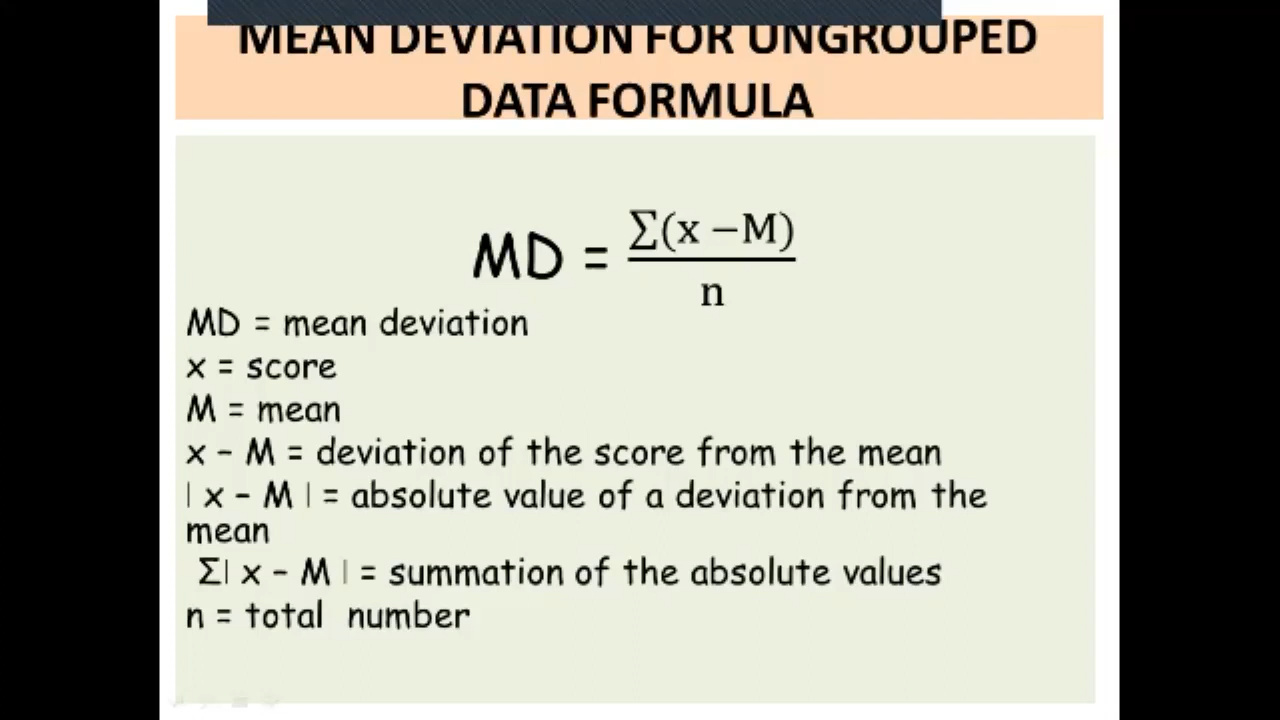 MEAN DEVIATION FOR UNGROUPED
DATA FORMULA
MD = ∑(x −M)
n
MD = mean deviation
x = score
M = mean
x – M = deviation of the score from the mean
| x – M | = absolute value of a deviation from the
mean
Σ| x – M | = summation of the absolute values
n = total number